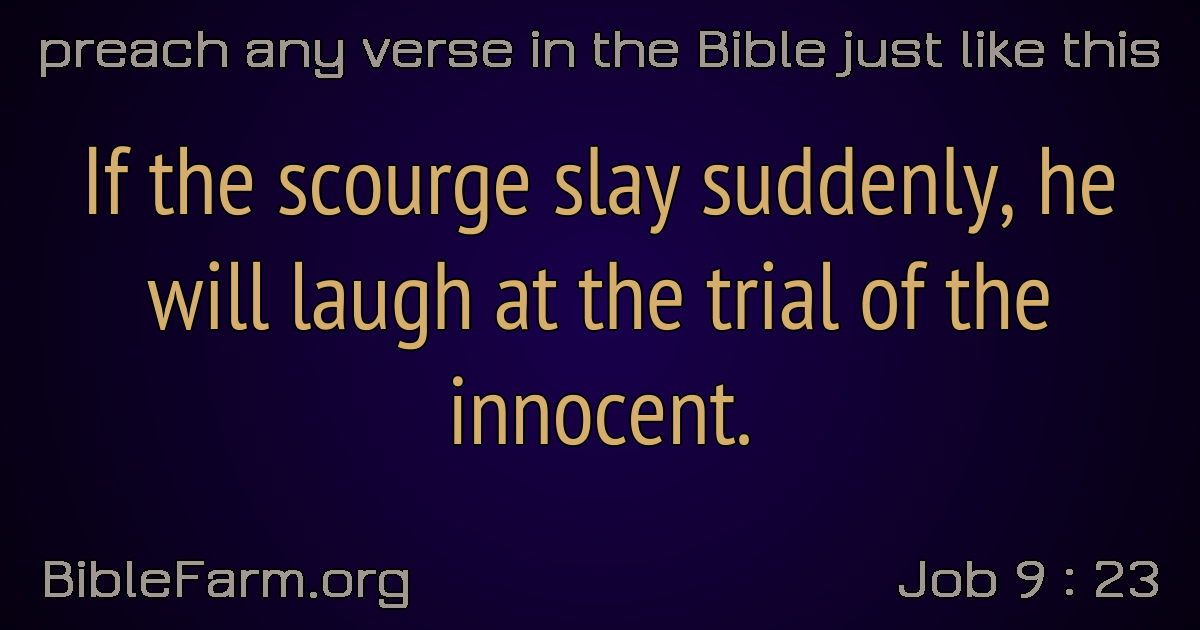 preach any verse in the Bible just like this
If the scourge slay suddenly, he
will laugh at the trial of the
innocent.
BibleFarm.org
Job 9 : 23